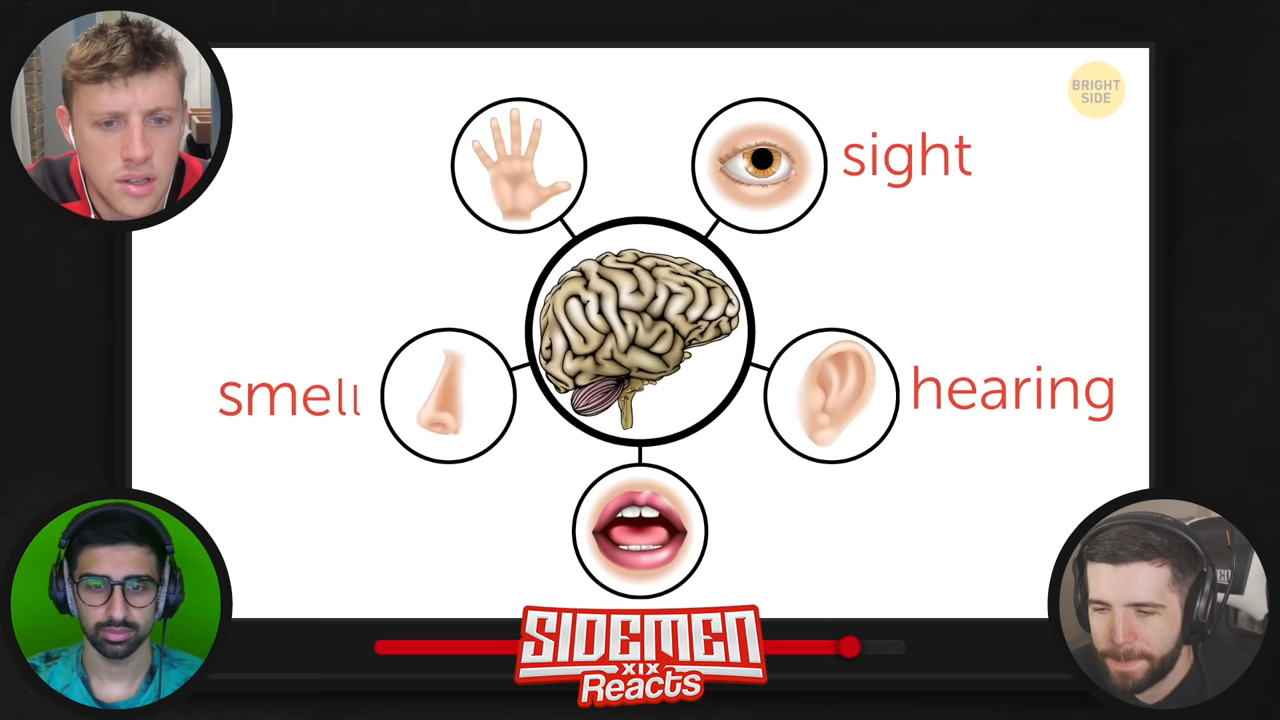 BRIGHT
SIDE
sight
smell
hearing
SIDEMEN
XIX
Reacts